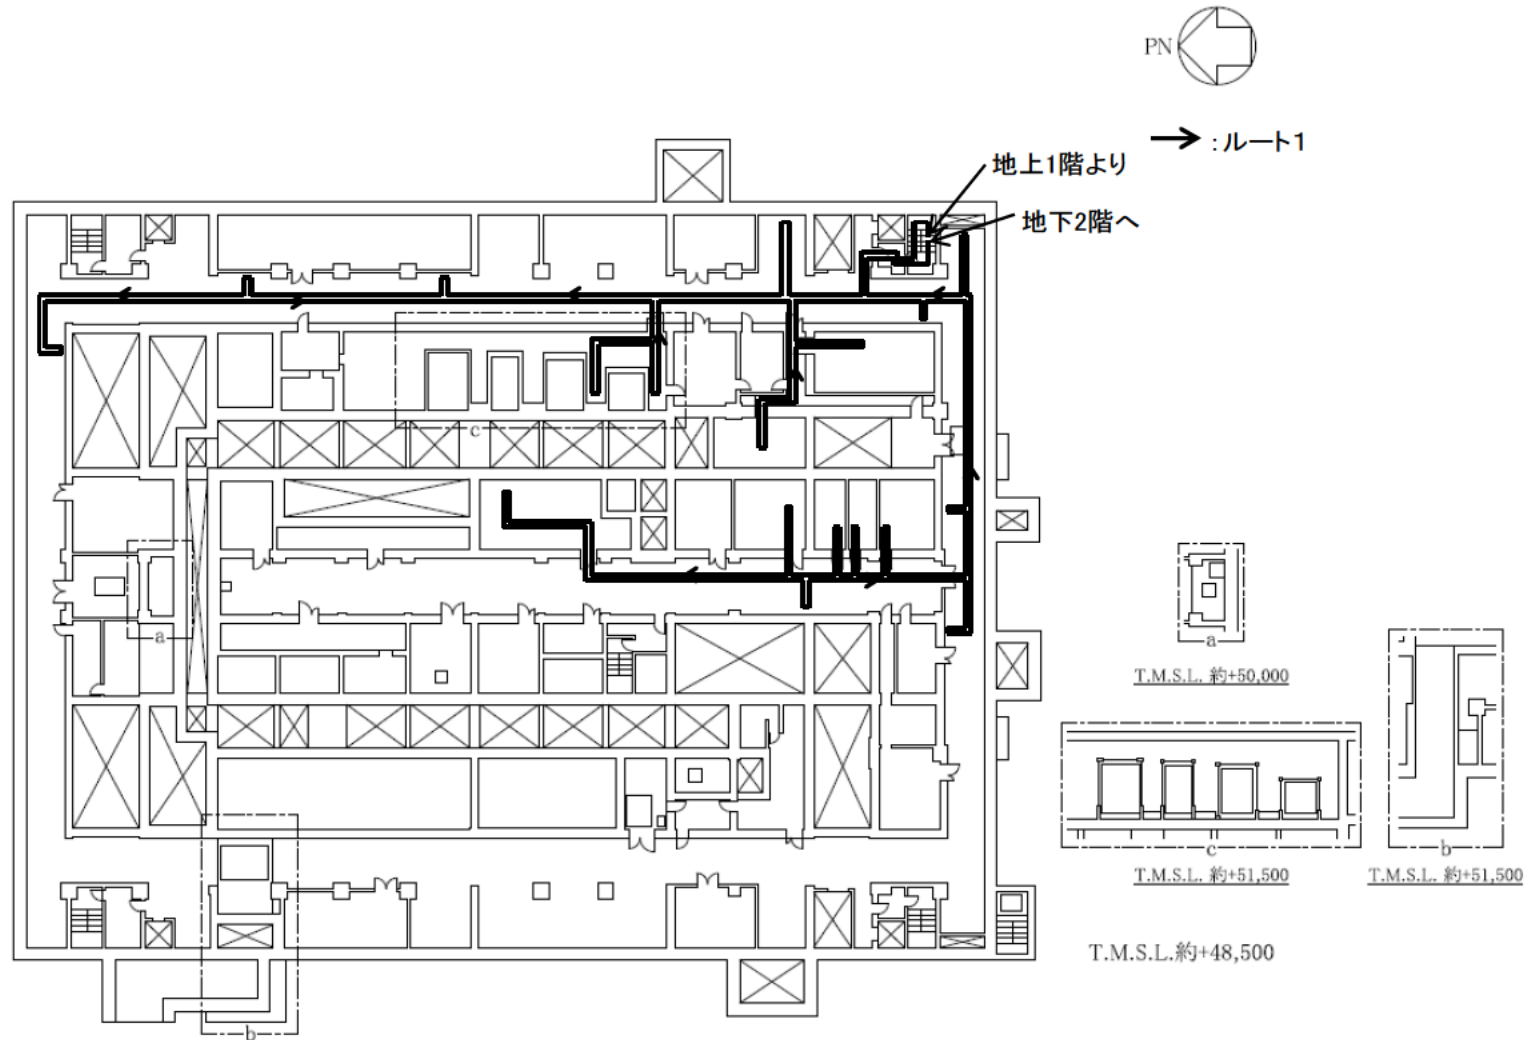 PN
：ルート1
地上1階より
地下2階へ
c
a
a
T.M.S.L. 約+50,000
c
b
T.M.S.L. 約+51,500
T.M.S.L. 約+51,500
T.M.S.L.約+48,500
b